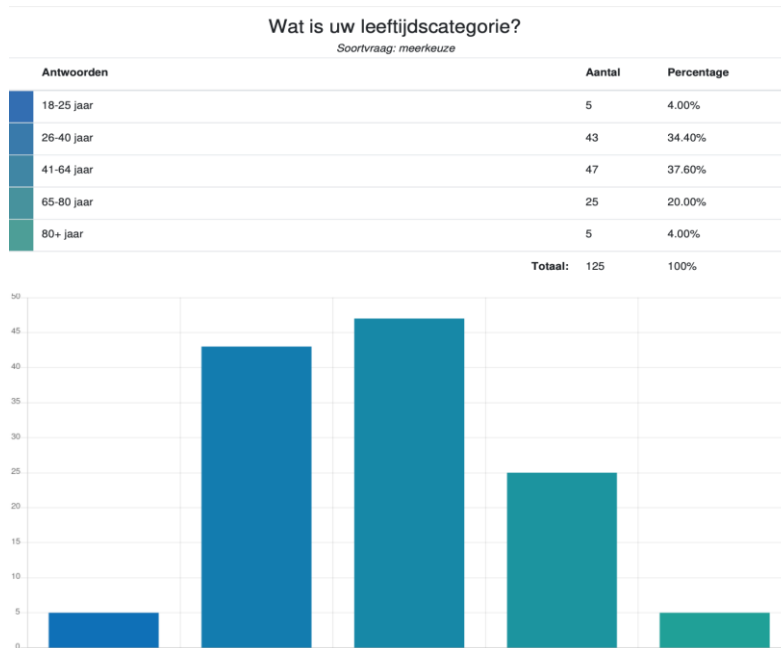 Wat is uw leeftijdscategorie?
Soortvraag: meerkeuze
Antwoorden Aantal Percentage
18-25 jaar 5 4.00%
26-40 jaar 43 34.40%
41-64 jaar 47 37.60%
65-80 jaar 25 20.00%
80+ jaar 5 4.00%
Totaal: 125 100%
50
45
40
35
30
25
20
15
10
5
0